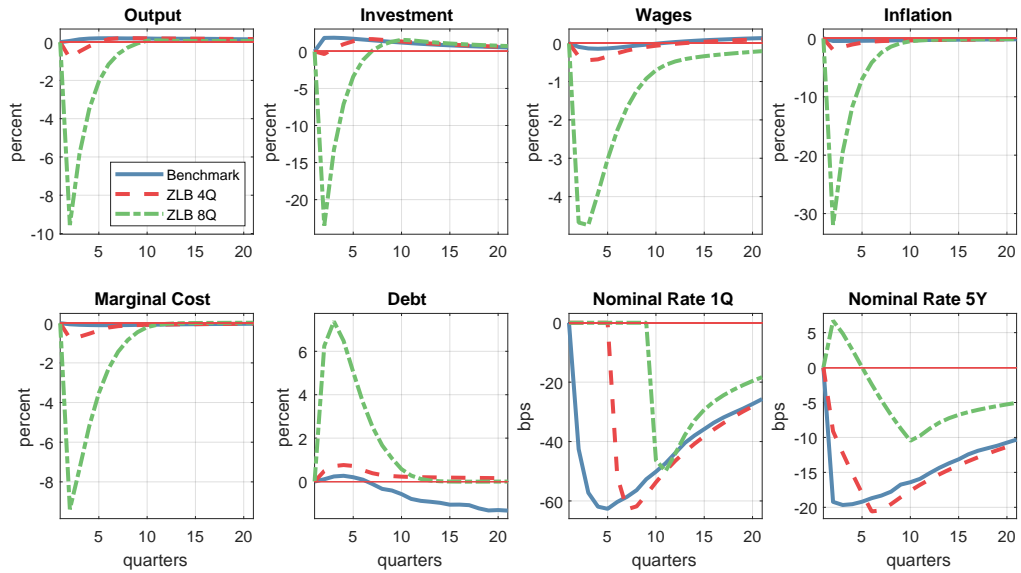 Output
0
-2
-4
-6
-8
-10
percent
5 10 15 20
Benchmark
ZLB 4Q
ZLB 8Q
Investment
0
-5
-10
-15
-20
percent
5 10 15 20
Wages
0
-1
-2
-3
-4
percent
5 10 15 20
Inflation
0
-10
-20
-30
percent
5 10 15 20
Marginal Cost
0
-2
-4
-6
-8
percent
5 10 15 20
quarters
Debt
6
4
2
0
percent
5 10 15 20
quarters
Nominal Rate 1Q
0
-20
-40
-60
bps
5 10 15 20
quarters
Nominal Rate 5Y
5
0
-5
-10
-15
-20
bps
5 10 15 20
quarters